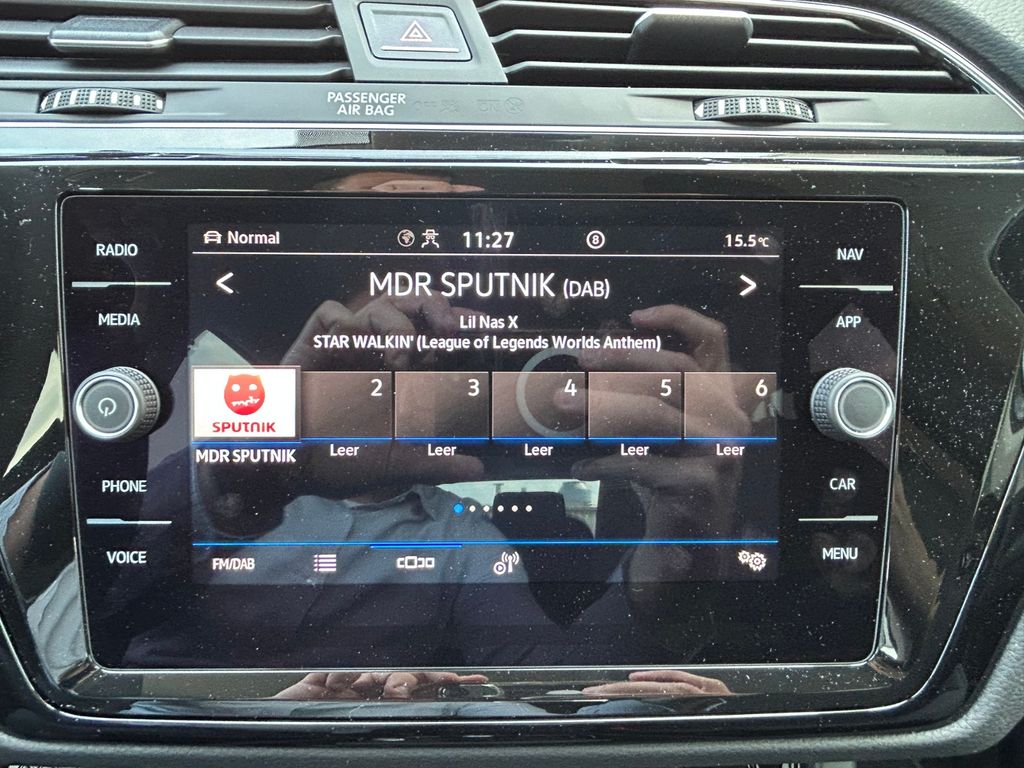 PASSENGER
AIR BAG
RADIO
MEDIA
PHONE
VOICE
NAV
APP
CAR
MENU
Normal
11:27
8
15.5°C
<
MDR SPUTNIK (DAB)
>
Lil Nas X
STAR WALKIN' (League of Legends Worlds Anthem)
mdr
SPUTNIK
2
3
4
5
6
MDR SPUTNIK
Leer
Leer
Leer
Leer
Leer
FM/DAB